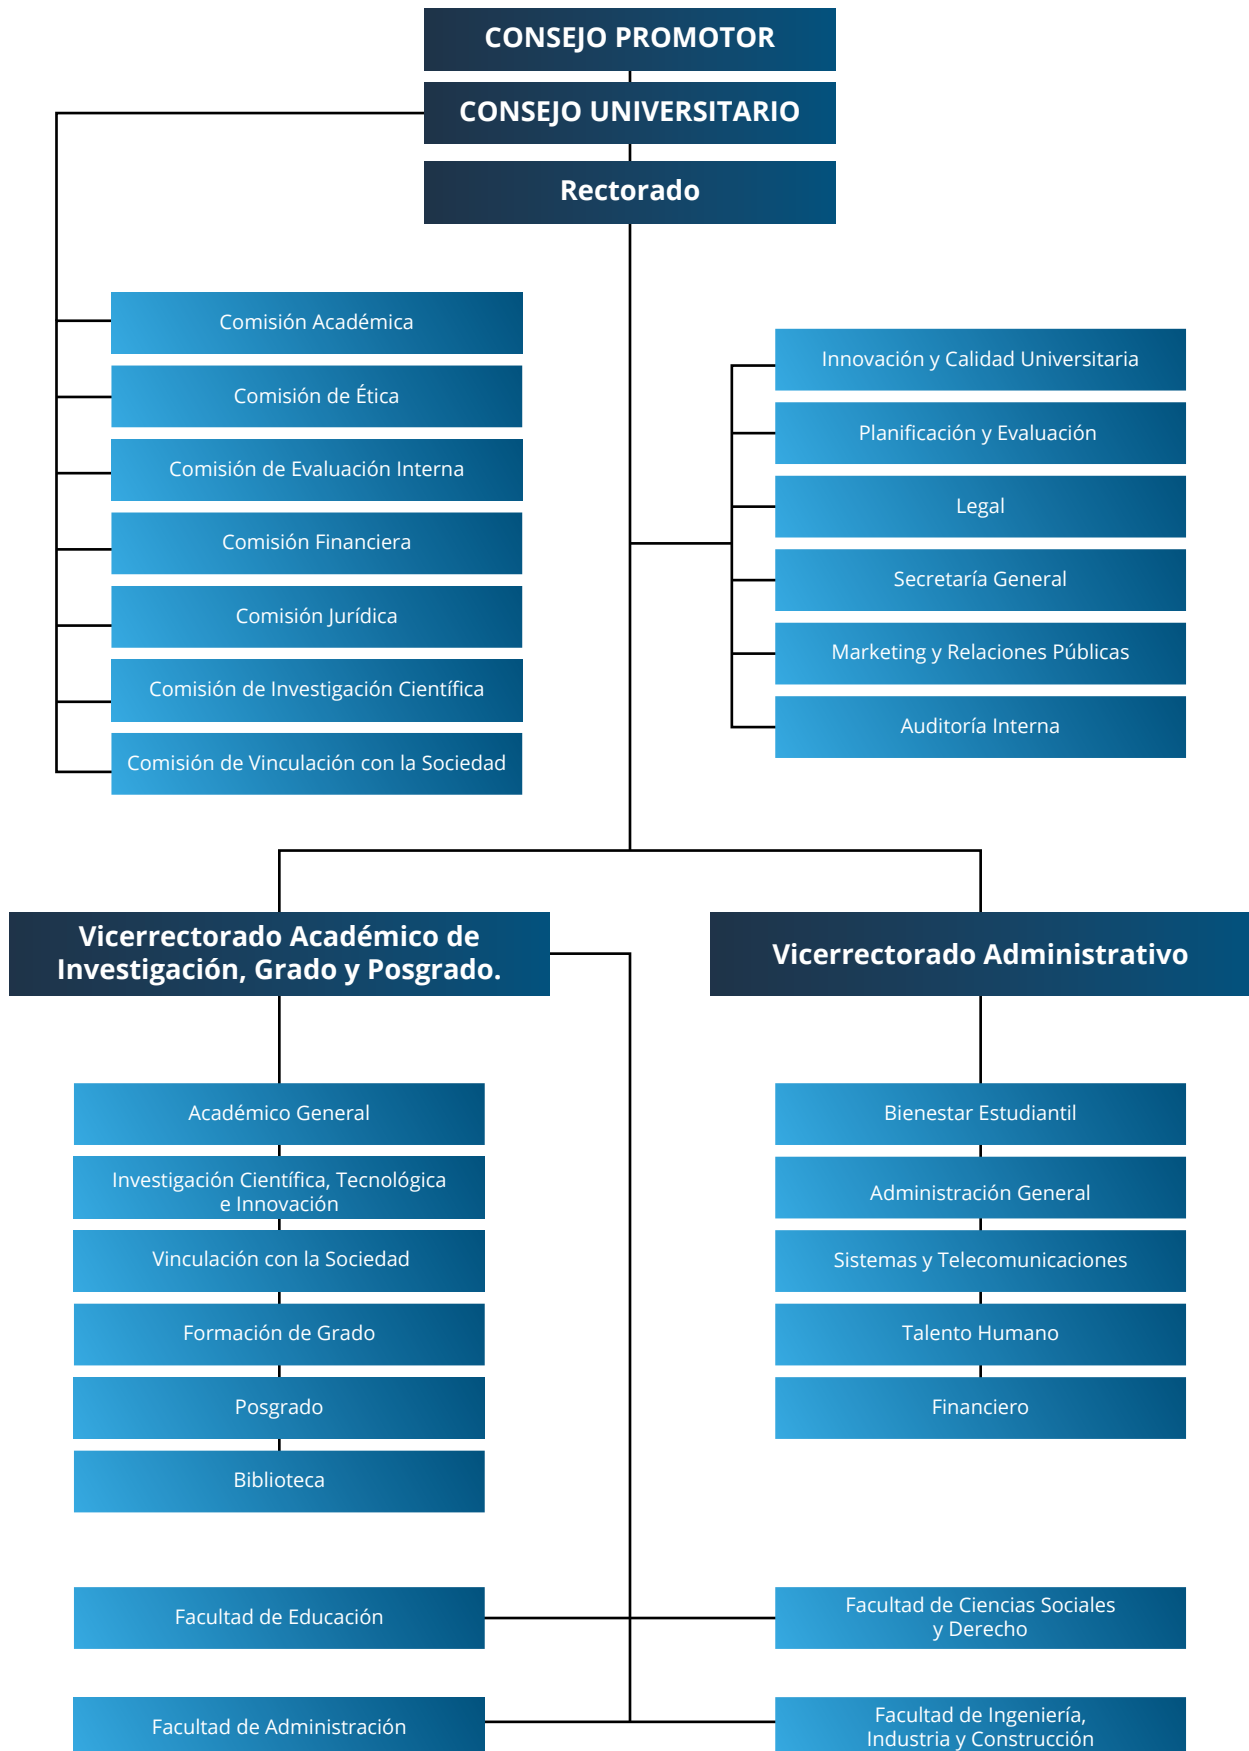 CONSEJO PROMOTOR
CONSEJO UNIVERSITARIO
Rectorado
Comisión Académica
Comisión de Ética
Comisión de Evaluación Interna
Comisión Financiera
Comisión Jurídica
Comisión de Investigación Científica
Comisión de Vinculación con la Sociedad
Innovación y Calidad Universitaria
Planificación y Evaluación
Legal
Secretaría General
Marketing y Relaciones Públicas
Auditoría Interna
Vicerrectorado Académico de
Investigación, Grado y Posgrado.
Vicerrectorado Administrativo
Académico General
Investigación Científica, Tecnológica
e Innovación
Vinculación con la Sociedad
Formación de Grado
Posgrado
Biblioteca
Bienestar Estudiantil
Administración General
Sistemas y Telecomunicaciones
Talento Humano
Financiero
Facultad de Educación
Facultad de Ciencias Sociales
y Derecho
Facultad de Administración
Facultad de Ingeniería,
Industria y Construcción